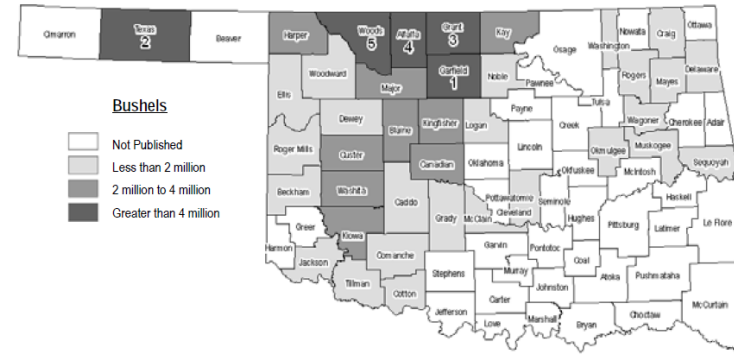 Cimarron
Texas
2
Beaver
Harper
Woods
5
Alfalfa
4
Grant
3
Kay
Osage
Washington
Nowata
Craig
Ottawa
Ellis
Woodward
Major
Garfield
1
Noble
Pawnee
Rogers
Mayes
Delaware
Bushels
Not Published
Less than 2 million
2 million to 4 million
Greater than 4 million
Dewey
Blaine
Kingfisher
Logan
Payne
Creek
Tulsa
Wagoner
Cherokee
Adair
Roger Mills
Custer
Canadian
Oklahoma
Lincoln
Okfuskee
Okmulgee
Muskogee
Sequoyah
Beckham
Washita
Caddo
Grady
McClain
Cleveland
Pottawatomie
Seminole
Hughes
McIntosh
Haskell
Greer
Kiowa
Harmon
Jackson
Comanche
Tillman
Cotton
Stephens
Garvin
Pontotoc
Coal
Pittsburg
Latimer
Le Flore
Jefferson
Murray
Carter
Love
Johnston
Marshall
Atoka
Bryan
Pushmataha
Choctaw
McCurtain